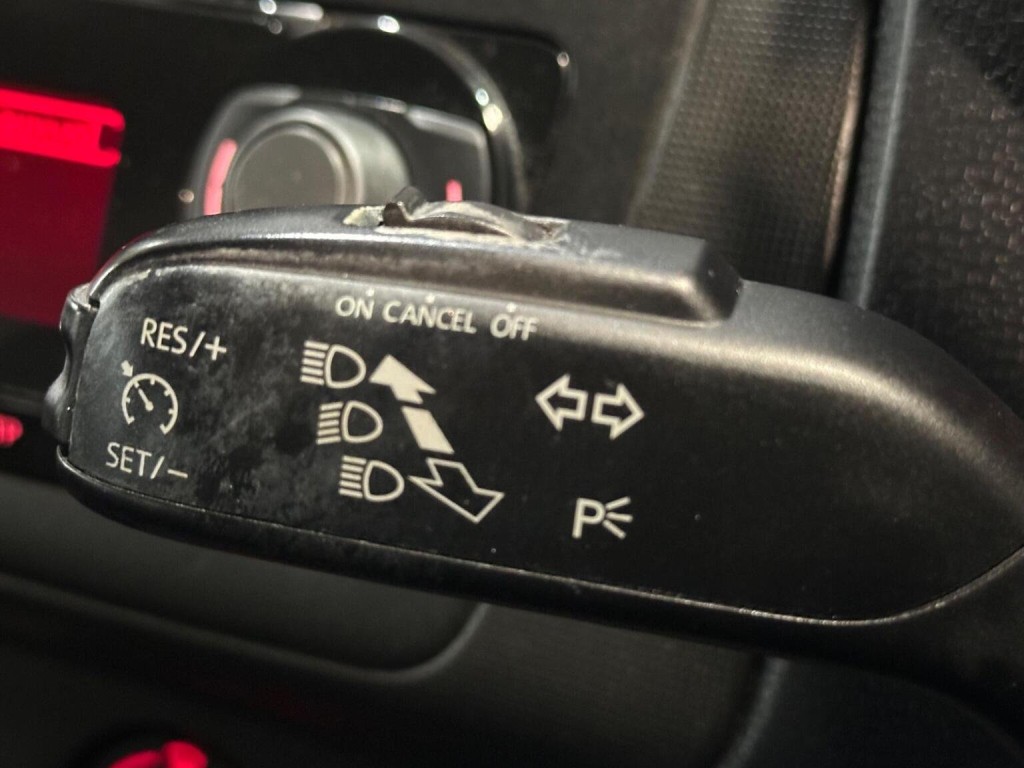 ON CANCEL OFF
RES/+
SET/-
P